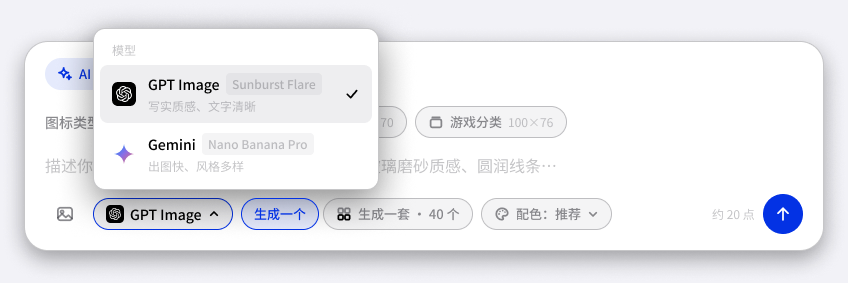 模型
AI
GPT Image Sunburst Flare
写实质感、文字清晰
图标类型 70 游戏分类 100×76
Gemini Nano Banana Pro
出图快、风格多样
描述你 璃磨砂质感、圆润线条…
GPT Image 生成一个 生成一套 · 40 个 配色：推荐 约 20 点